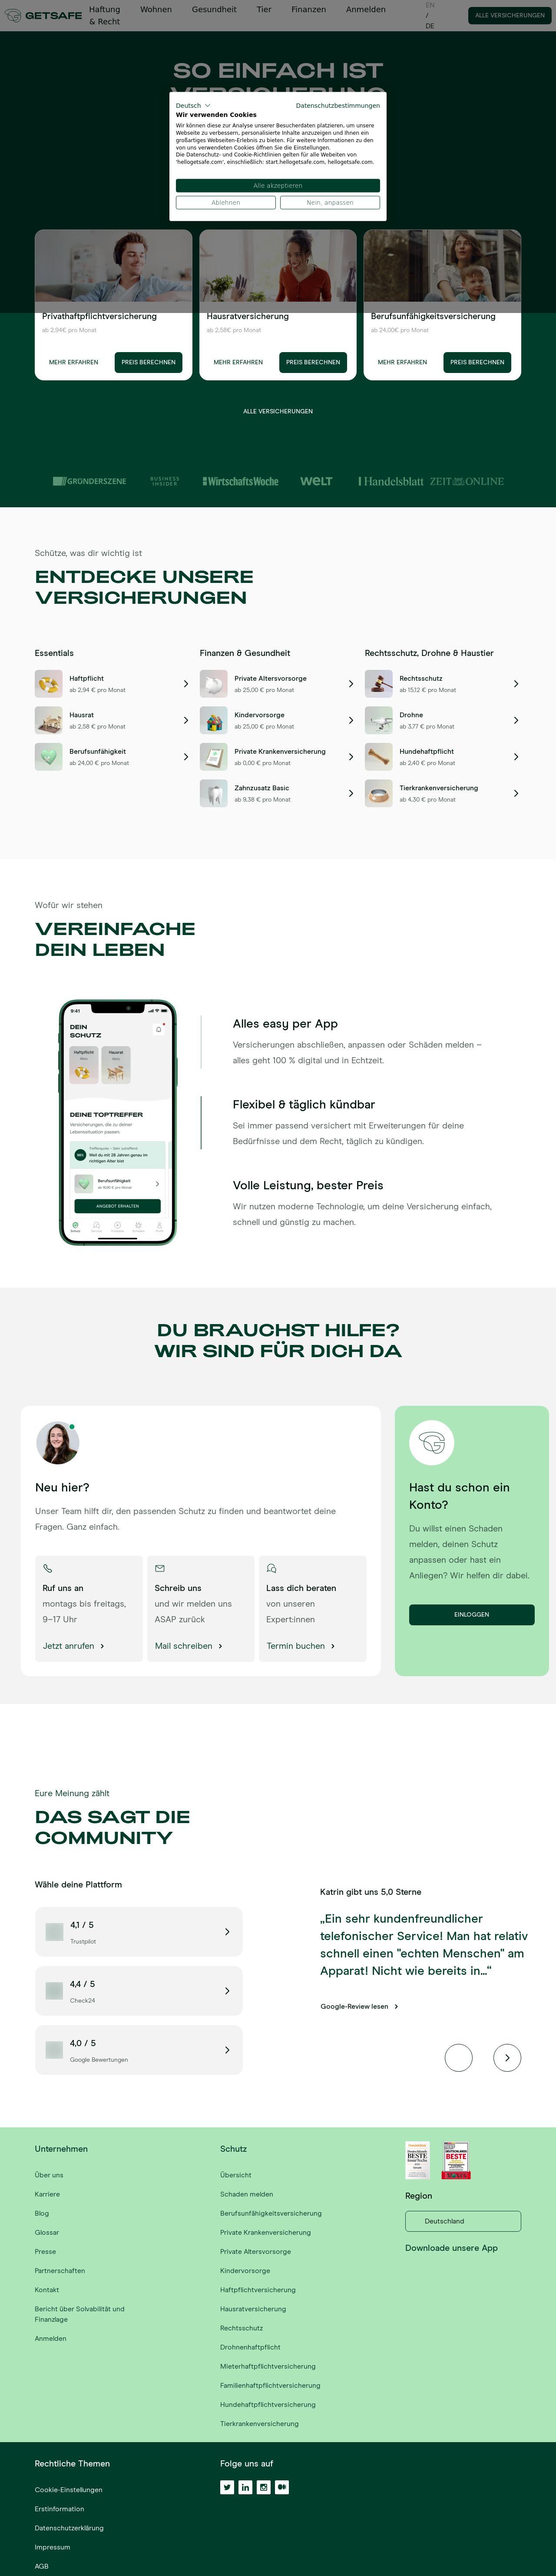 GETSAFE
Haftung
& Recht
Wohnen
Gesundheit
Tier
Finanzen
Anmelden
EN
/
DE
ALLE VERSICHERUNGEN
SO EINFACH IST
Deutsch
Datenschutzbestimmungen
Wir verwenden Cookies
Wir können diese zur Analyse unserer Besucherdaten platzieren, um unsere
Webseite zu verbessern, personalisierte Inhalte anzuzeigen und Ihnen ein
großartiges Webseiten-Erlebnis zu bieten. Für weitere Informationen zu den
von uns verwendeten Cookies öffnen Sie die Einstellungen.
Die Datenschutz- und Cookie-Richtlinien gelten für alle Webseiten von
'hellogetsafe.com', einschließlich: start.hellogetsafe.com, hellogetsafe.com.
Alle akzeptieren
Ablehnen
Nein, anpassen
Privathaftpflichtversicherung
ab 2,94€ pro Monat
MEHR ERFAHREN
PREIS BERECHNEN
Hausratversicherung
ab 2,58€ pro Monat
MEHR ERFAHREN
PREIS BERECHNEN
Berufsunfähigkeitsversicherung
ab 24,00€ pro Monat
MEHR ERFAHREN
PREIS BERECHNEN
ALLE VERSICHERUNGEN
GRÜNDERSZENE
BUSINESS
INSIDER
WirtschaftsWoche
WELT
Handelsblatt
ZEIT ONLINE
Schütze, was dir wichtig ist
ENTDECKE UNSERE
VERSICHERUNGEN
Essentials
Haftpflicht
ab 2,94 € pro Monat
Hausrat
ab 2,58 € pro Monat
Berufsunfähigkeit
ab 24,00 € pro Monat
Finanzen & Gesundheit
Private Altersvorsorge
ab 25,00 € pro Monat
Kindervorsorge
ab 25,00 € pro Monat
Private Krankenversicherung
ab 0,00 € pro Monat
Zahnzusatz Basic
ab 9,38 € pro Monat
Rechtsschutz, Drohne & Haustier
Rechtsschutz
ab 15,12 € pro Monat
Drohne
ab 3,77 € pro Monat
Hundehaftpflicht
ab 2,40 € pro Monat
Tierkrankenversicherung
ab 4,30 € pro Monat
Wofür wir stehen
VEREINFACHE
DEIN LEBEN
9:41
DEIN
SCHUTZ
Haftpflicht
Hausrat
DEINE TOPTREFFER
Versicherungen, die zu deiner
Lebenssituation passen.
Weil du mit 28 Jahren genau im
richtigen Alter bist
Berufsunfähigkeit
ANGEBOT ERHALTEN
Alles easy per App
Versicherungen abschließen, anpassen oder Schäden melden –
alles geht 100 % digital und in Echtzeit.
Flexibel & täglich kündbar
Sei immer passend versichert mit Erweiterungen für deine
Bedürfnisse und dem Recht, täglich zu kündigen.
Volle Leistung, bester Preis
Wir nutzen moderne Technologie, um deine Versicherung einfach,
schnell und günstig zu machen.
DU BRAUCHST HILFE?
WIR SIND FÜR DICH DA
Neu hier?
Unser Team hilft dir, den passenden Schutz zu finden und beantwortet deine
Fragen. Ganz einfach.
Ruf uns an
montags bis freitags,
9–17 Uhr
Jetzt anrufen
Schreib uns
und wir melden uns
ASAP zurück
Mail schreiben
Lass dich beraten
von unseren
Expert:innen
Termin buchen
Hast du schon ein
Konto?
Du willst einen Schaden
melden, deinen Schutz
anpassen oder hast ein
Anliegen? Wir helfen dir dabei.
EINLOGGEN
Eure Meinung zählt
DAS SAGT DIE
COMMUNITY
Wähle deine Plattform
4,1 / 5
Trustpilot
4,4 / 5
Check24
4,0 / 5
Google Bewertungen
Katrin gibt uns 5,0 Sterne
„Ein sehr kundenfreundlicher
telefonischer Service! Man hat relativ
schnell einen "echten Menschen" am
Apparat! Nicht wie bereits in...“
Google-Review lesen
Unternehmen
Über uns
Karriere
Blog
Glossar
Presse
Partnerschaften
Kontakt
Bericht über Solvabilität und
Finanzlage
Anmelden
Schutz
Übersicht
Schaden melden
Berufsunfähigkeitsversicherung
Private Krankenversicherung
Private Altersvorsorge
Kindervorsorge
Haftpflichtversicherung
Hausratversicherung
Rechtsschutz
Drohnenhaftpflicht
Mieterhaftpflichtversicherung
Familienhaftpflichtversicherung
Hundehaftpflichtversicherung
Tierkrankenversicherung
BESTE
BESTE
Region
Deutschland
Downloade unsere App
Rechtliche Themen
Cookie-Einstellungen
Erstinformation
Datenschutzerklärung
Impressum
AGB
Folge uns auf